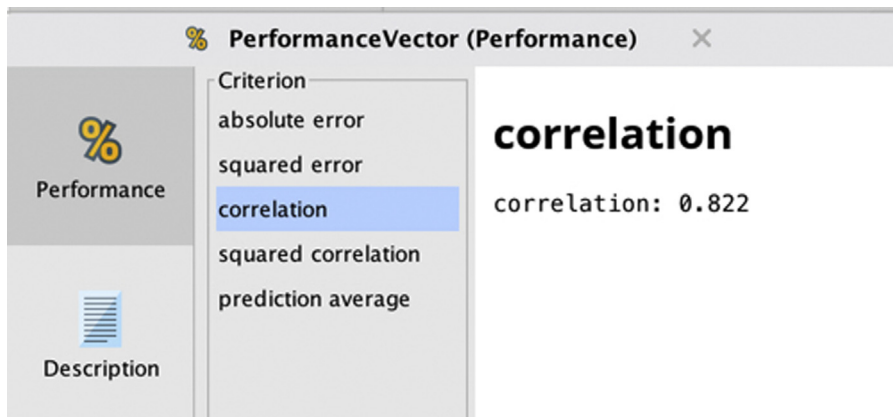 PerformanceVector (Performance)
Performance
Description
Criterion
absolute error
squared error
correlation
squared correlation
prediction average
correlation
correlation: 0.822